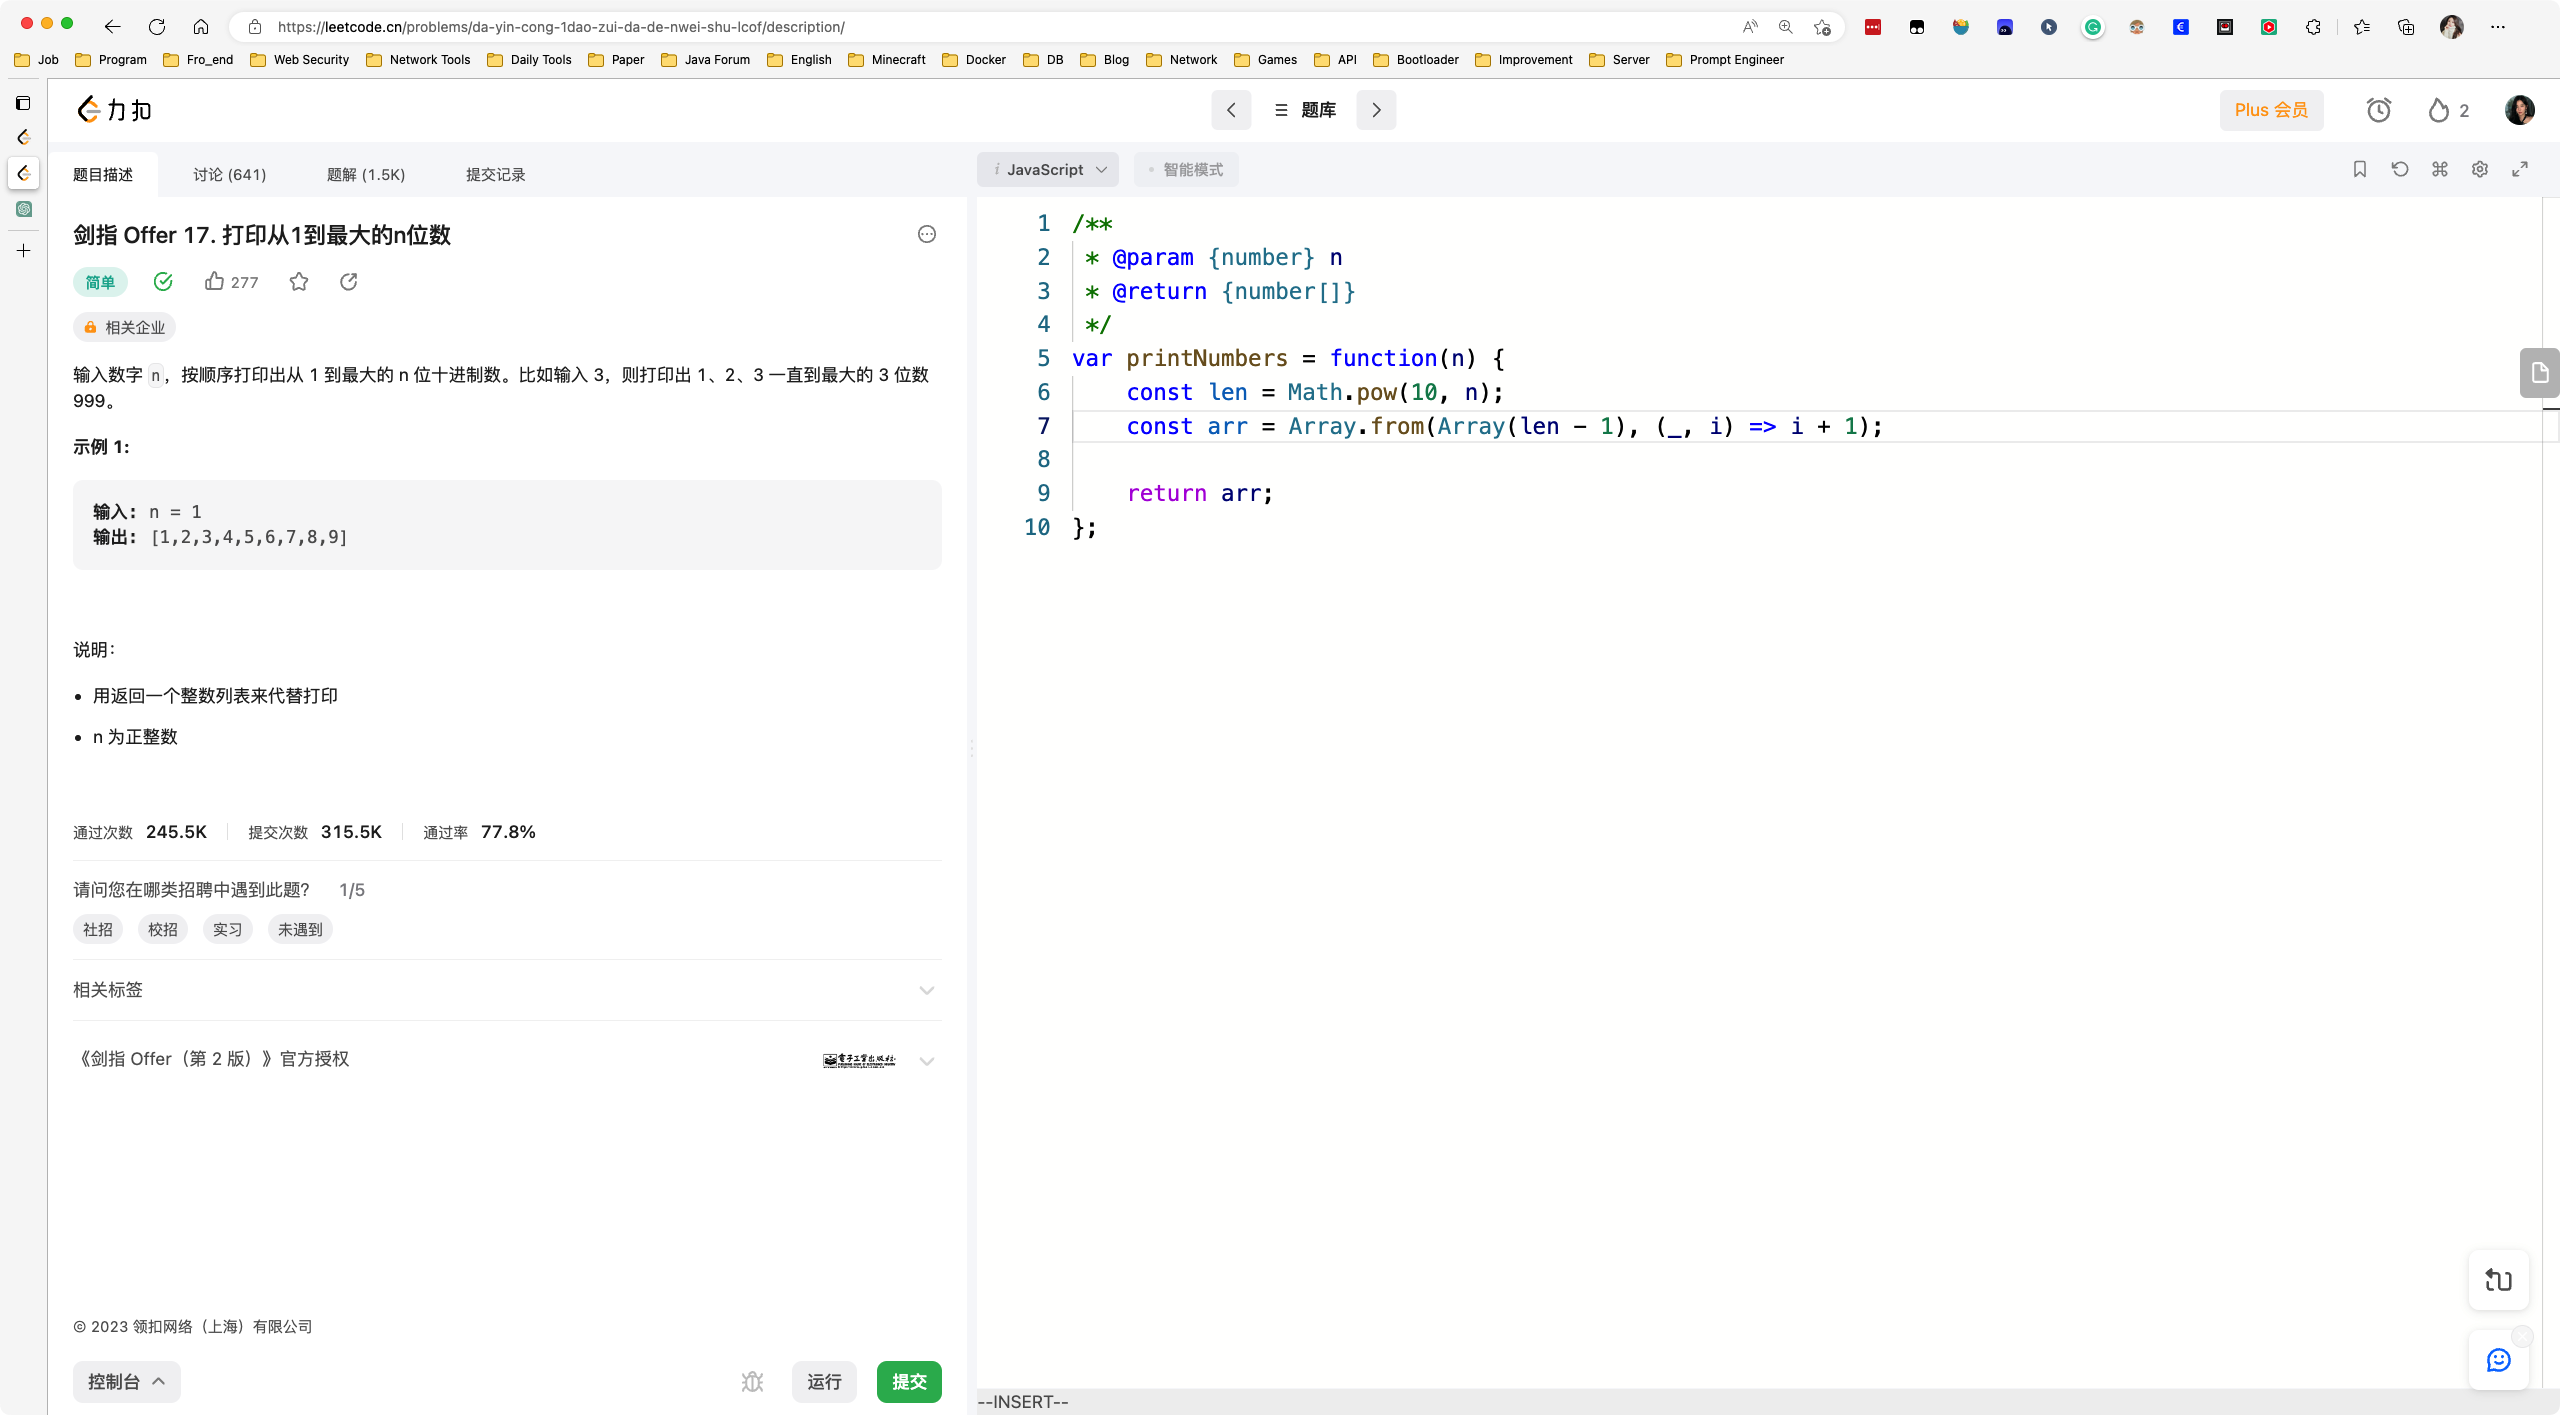 https://leetcode.cn/problems/da-yin-cong-1dao-zui-da-de-nwei-shu-lcof/description/
Job Program Fro_end Web Security Network Tools Daily Tools Paper Java Forum English Minecraft Docker DB Blog Network Games API Bootloader Improvement Server Prompt Engineer
力扣
题库
Plus 会员
2
题目描述 讨论 (641) 题解 (1.5K) 提交记录
剑指 Offer 17. 打印从1到最大的n位数
简单 277
相关企业
输入数字 n，按顺序打印出从 1 到最大的 n 位十进制数。比如输入 3，则打印出 1、2、3 一直到最大的 3 位数
999。
示例 1:
输入: n = 1
输出: [1,2,3,4,5,6,7,8,9]
说明：
用返回一个整数列表来代替打印
n 为正整数
通过次数 245.5K 提交次数 315.5K 通过率 77.8%
请问您在哪类招聘中遇到此题? 1/5
社招 校招 实习 未遇到
相关标签
《剑指 Offer（第 2 版）》官方授权
電子工業出版社
© 2023 领扣网络（上海）有限公司
控制台 运行 提交
i JavaScript 智能模式
1 /**
2 * @param {number} n
3 * @return {number[]}
4 */
5 var printNumbers = function(n) {
6 const len = Math.pow(10, n);
7 const arr = Array.from(Array(len - 1), (_, i) => i + 1);
8
9 return arr;
10 };
--INSERT--